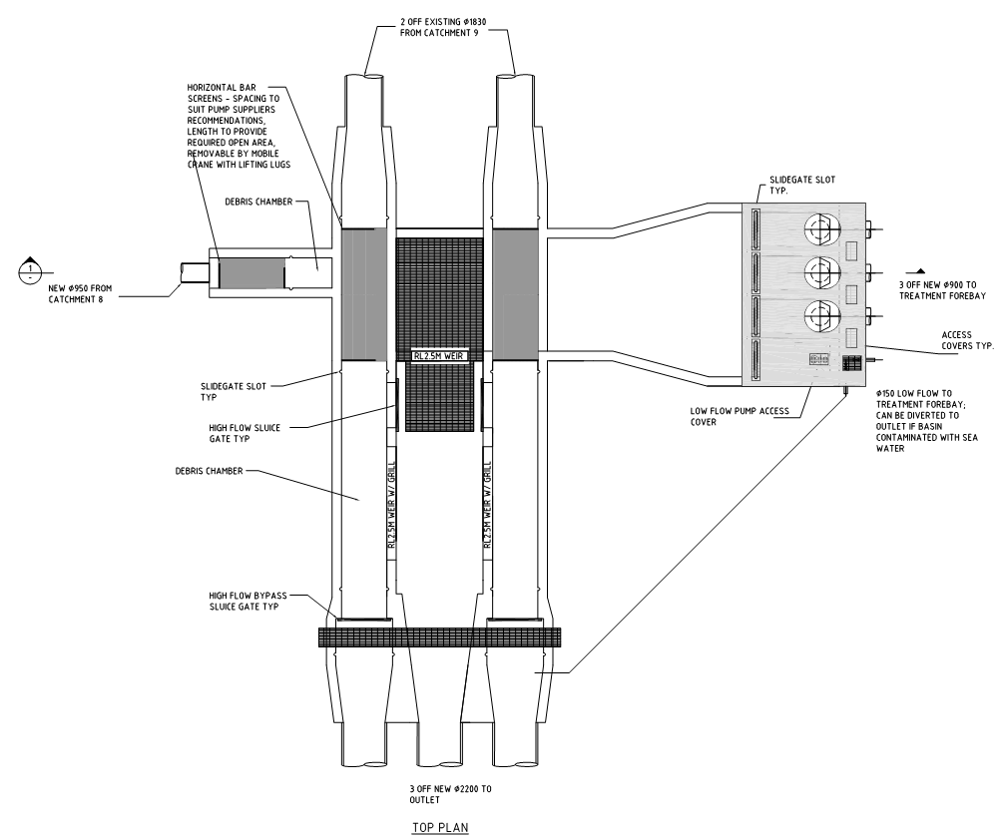 2 OFF EXISTING Ø1830
FROM CATCHMENT 9
HORIZONTAL BAR
SCREENS - SPACING TO
SUIT PUMP SUPPLIERS
RECOMMENDATIONS,
LENGTH TO PROVIDE
REQUIRED OPEN AREA,
REMOVABLE BY MOBILE
CRANE WITH LIFTING LUGS
SLIDEGATE SLOT
TYP.
DEBRIS CHAMBER
1
-
NEW Ø950 FROM
CATCHMENT 8
3 OFF NEW Ø900 TO
TREATMENT FOREBAY
ACCESS
COVERS TYP.
RL2.5M WEIR
SLIDEGATE SLOT
TYP
LOW FLOW PUMP ACCESS
COVER
Ø150 LOW FLOW TO
TREATMENT FOREBAY;
CAN BE DIVERTED TO
OUTLET IF BASIN
CONTAMINATED WITH SEA
WATER
HIGH FLOW SLUICE
GATE TYP
DEBRIS CHAMBER
RL2.5M WEIR W/ GRILL
RL2.5M WEIR W/ GRILL
HIGH FLOW BYPASS
SLUICE GATE TYP
3 OFF NEW Ø2200 TO
OUTLET
TOP PLAN